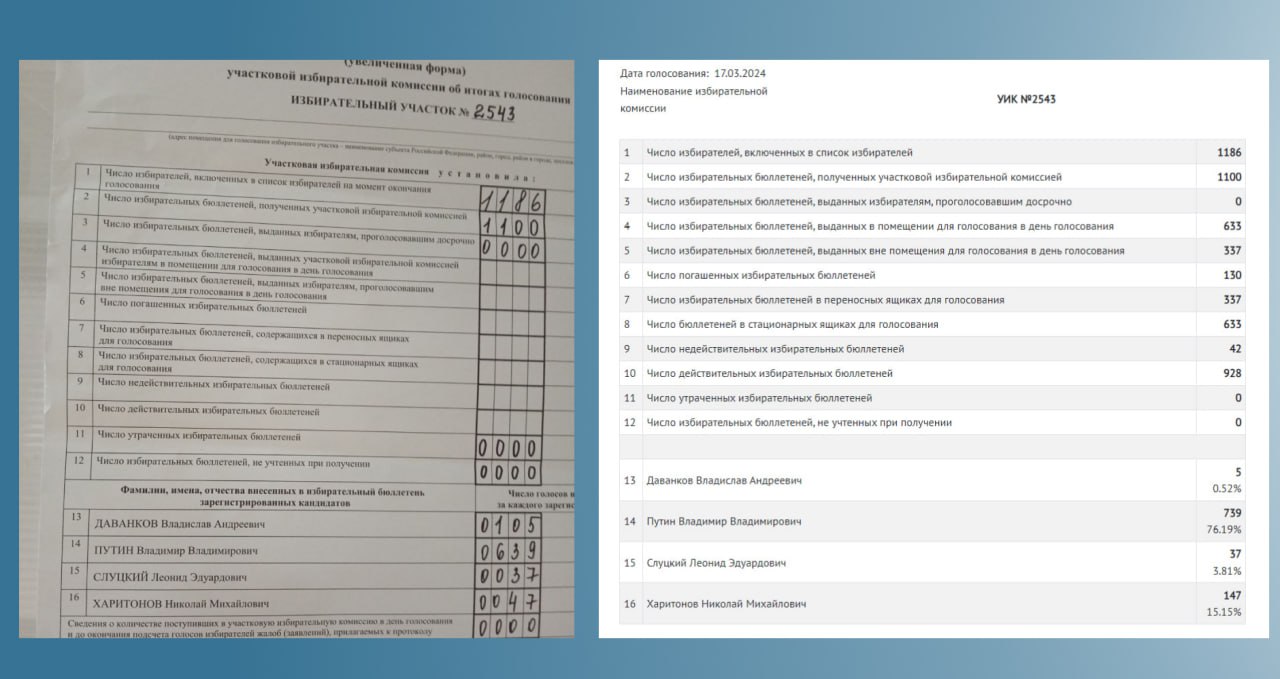 (увеличенная форма)
участковой избирательной комиссии об итогах голосования
ИЗБИРАТЕЛЬНЫЙ УЧАСТОК № 2543
(адрес помещения для голосования избирательного участка – наименование субъекта Российской Федерации, район, город, район в городе,
Участковая избирательная комиссия установила:
1 Число избирателей, включенных в список избирателей на момент окончания
голосования 1186
2 Число избирательных бюллетеней, полученных участковой избирательной комиссией 1100
3 Число избирательных бюллетеней, выданных избирателям, проголосовавшим досрочно 0000
4 Число избирательных бюллетеней, выданных участковой избирательной комиссией
избирателям в помещении для голосования в день голосования
5 Число избирательных бюллетеней, выданных избирателям, проголосовавшим
вне помещения для голосования в день голосования
6 Число погашенных избирательных бюллетеней
7 Число избирательных бюллетеней, содержащихся в переносных ящиках
для голосования
8 Число избирательных бюллетеней, содержащихся в стационарных ящиках
для голосования
9 Число недействительных избирательных бюллетеней
10 Число действительных избирательных бюллетеней
11 Число утраченных избирательных бюллетеней 0000
12 Число избирательных бюллетеней, не учтенных при получении 0000
Фамилии, имена, отчества внесенных в избирательный бюллетень
зарегистрированных кандидатов
Число голосов и
за каждого зарегис
13 ДАВАНКОВ Владислав Андреевич 0105
14 ПУТИН Владимир Владимирович 0639
15 СЛУЦКИЙ Леонид Эдуардович 0037
16 ХАРИТОНОВ Николай Михайлович 0047
Сведения о количестве поступивших в участковую избирательную комиссию в день голосования
и до окончания подсчета голосов избирателей жалоб (заявлений), прилагаемых к протоколу 0000
Дата голосования: 17.03.2024
Наименование избирательной
комиссии
УИК №2543
1 Число избирателей, включенных в список избирателей 1186
2 Число избирательных бюллетеней, полученных участковой избирательной комиссией 1100
3 Число избирательных бюллетеней, выданных избирателям, проголосовавшим досрочно 0
4 Число избирательных бюллетеней, выданных в помещении для голосования в день голосования 633
5 Число избирательных бюллетеней, выданных вне помещения для голосования в день голосования 337
6 Число погашенных избирательных бюллетеней 130
7 Число избирательных бюллетеней в переносных ящиках для голосования 337
8 Число бюллетеней в стационарных ящиках для голосования 633
9 Число недействительных избирательных бюллетеней 42
10 Число действительных избирательных бюллетеней 928
11 Число утраченных избирательных бюллетеней 0
12 Число избирательных бюллетеней, не учтенных при получении 0
13 Даванков Владислав Андреевич 5
0.52%
14 Путин Владимир Владимирович 739
76.19%
15 Слуцкий Леонид Эдуардович 37
3.81%
16 Харитонов Николай Михайлович 147
15.15%